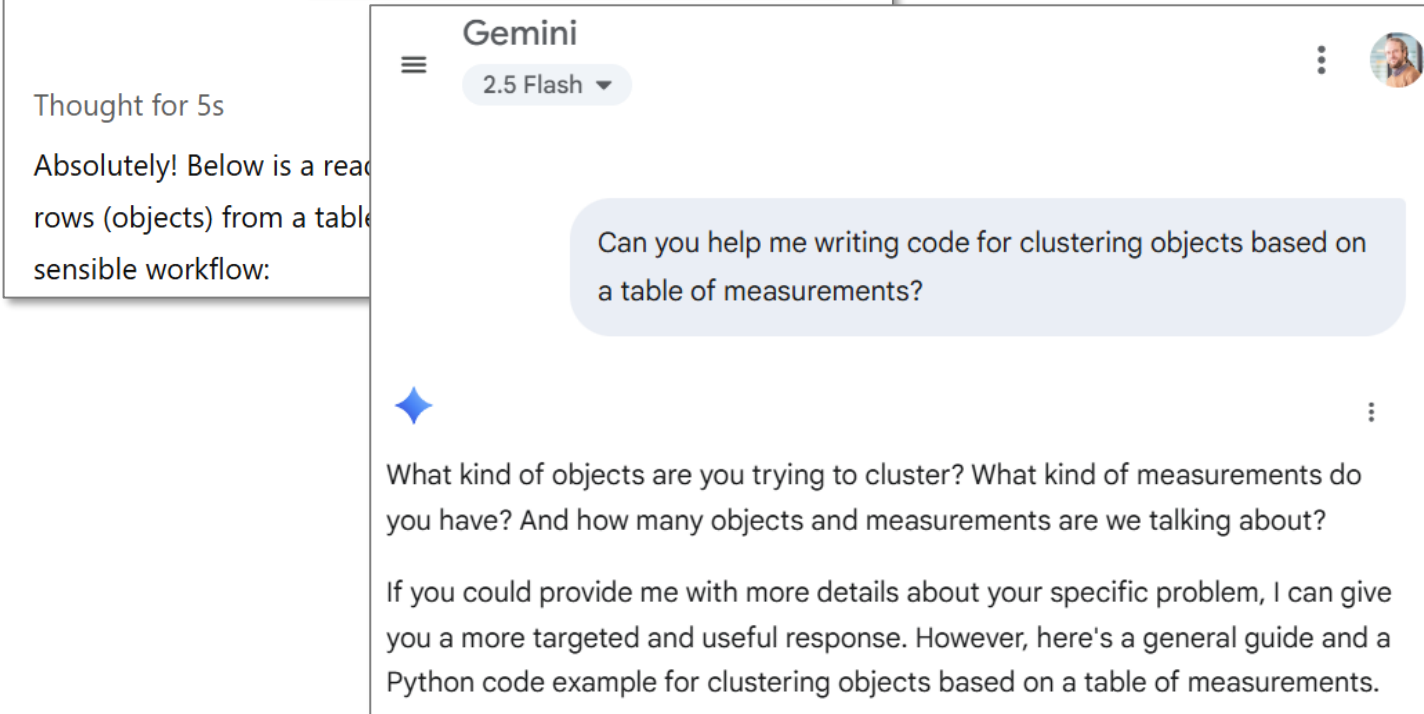 Thought for 5s
Absolutely! Below is a
rows (objects) from a
sensible workflow:
Gemini
2.5 Flash
Can you help me writing code for clustering objects based on
a table of measurements?
What kind of objects are you trying to cluster? What kind of measurements do
you have? And how many objects and measurements are we talking about?
If you could provide me with more details about your specific problem, I can give
you a more targeted and useful response. However, here's a general guide and a
Python code example for clustering objects based on a table of measurements.